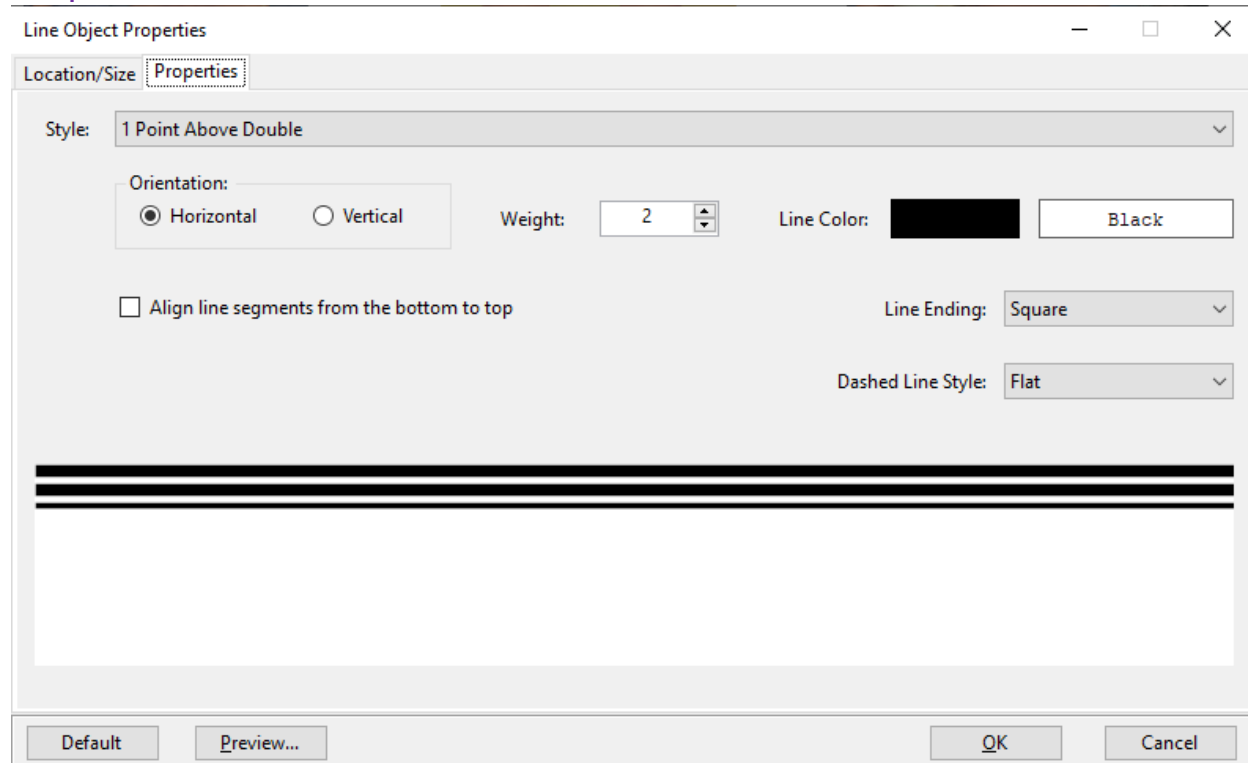 Line Object Properties
Location/Size Properties
Style: 1 Point Above Double
Orientation:
Horizontal Vertical Weight: 2 Line Color: Black
Align line segments from the bottom to top Line Ending: Square
Dashed Line Style: Flat
Default Preview... OK Cancel